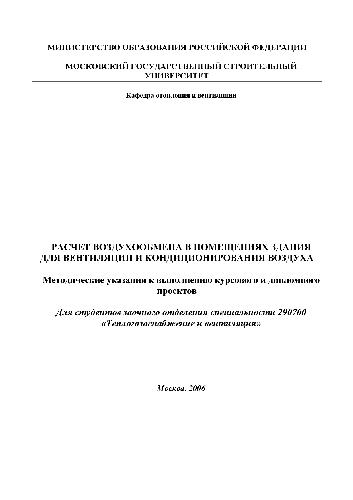 МИНИСТЕРСТВО ОБРАЗОВАНИЯ РОССИЙСКОЙ ФЕДЕРАЦИИ
МОСКОВСКИЙ ГОСУДАРСТВЕННЫЙ СТРОИТЕЛЬНЫЙ
УНИВЕРСИТЕТ
Кафедра отопления и вентиляции
РАСЧЕТ ВОЗДУХООБМЕНА В ПОМЕЩЕНИЯХ ЗДАНИЯ
ДЛЯ ВЕНТИЛЯЦИИ И КОНДИЦИОНИРОВАНИЯ ВОЗДУХА
Методические указания к выполнению курсового и дипломного
проектов
Для студентов заочного отделения специальности 290700
«Теплогазоснабжение и вентиляция»
Москва, 2006